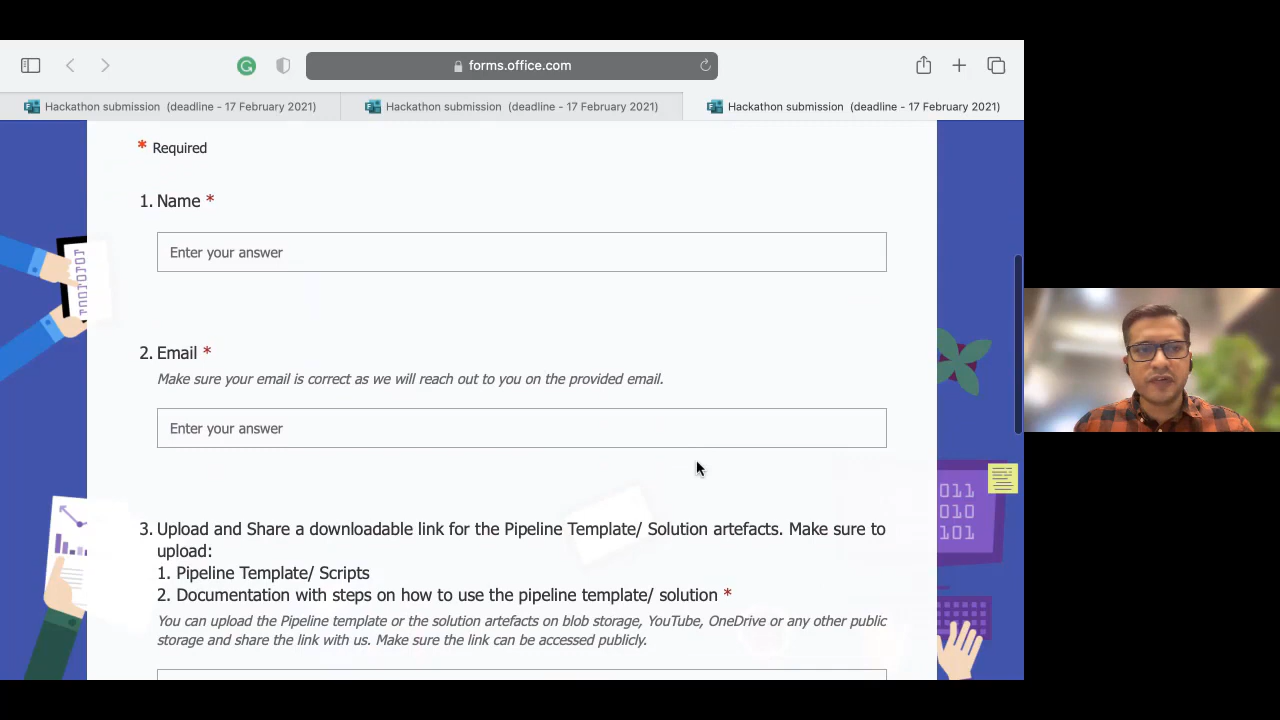 forms.office.com
Hackathon submission (deadline - 17 February 2021)
Hackathon submission (deadline - 17 February 2021)
Hackathon submission (deadline - 17 February 2021)
* Required
1. Name *
Enter your answer
2. Email *
Make sure your email is correct as we will reach out to you on the provided email.
Enter your answer
3. Upload and Share a downloadable link for the Pipeline Template/ Solution artefacts. Make sure to
upload:
1. Pipeline Template/ Scripts
2. Documentation with steps on how to use the pipeline template/ solution *
You can upload the Pipeline template or the solution artefacts on blob storage, YouTube, OneDrive or any other public
storage and share the link with us. Make sure the link can be accessed publicly.
011
010
101